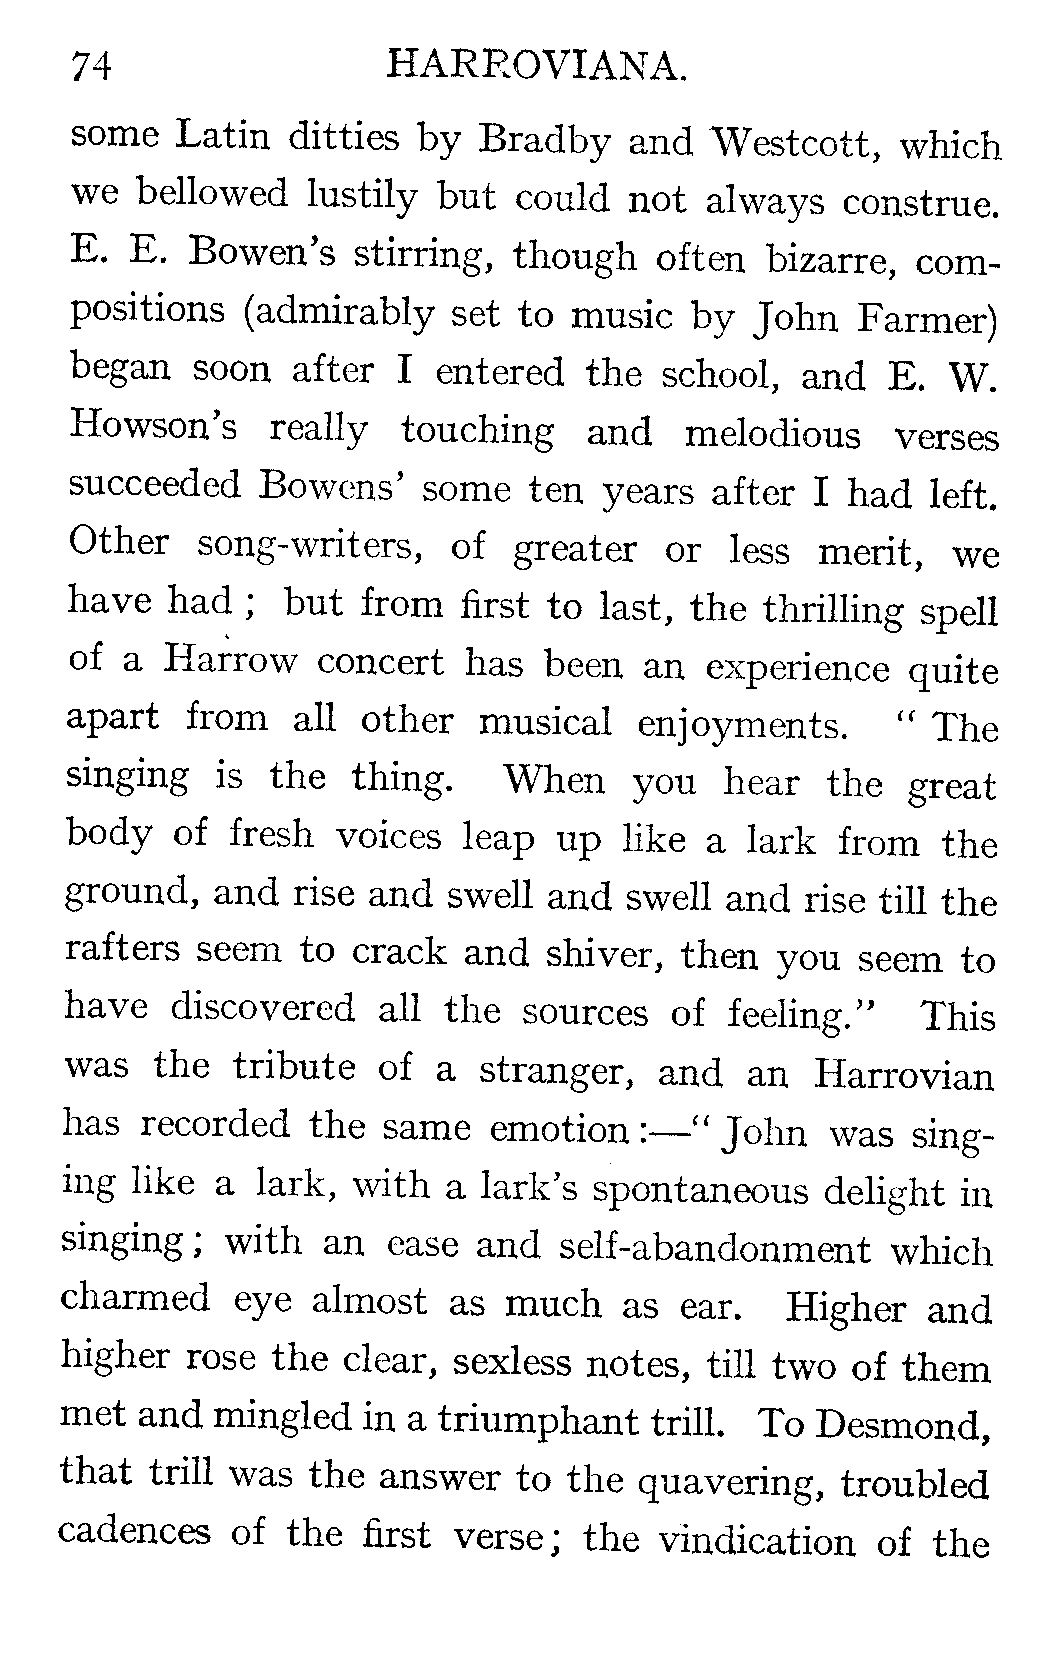 74 HARROVIANA.
some Latin ditties by Bradby and Westcott, which
we bellowed lustily but could not always construe.
E. E. Bowen's stirring, though often bizarre, com-
positions (admirably set to music by John Farmer)
began soon after I entered the school, and E. W.
Howson's really touching and melodious verses
succeeded Bowens' some ten years after I had left.
Other song-writers, of greater or less merit, we
have had ; but from first to last, the thrilling spell
of a Harrow concert has been an experience quite
apart from all other musical enjoyments. " The
singing is the thing. When you hear the great
body of fresh voices leap up like a lark from the
ground, and rise and swell and swell and rise till the
rafters seem to crack and shiver, then you seem to
have discovered all the sources of feeling." This
was the tribute of a stranger, and an Harrovian
has recorded the same emotion :—" John was sing-
ing like a lark, with a lark's spontaneous delight in
singing ; with an ease and self-abandonment which
charmed eye almost as much as ear. Higher and
higher rose the clear, sexless notes, till two of them
met and mingled in a triumphant trill. To Desmond,
that trill was the answer to the quavering, troubled
cadences of the first verse ; the vindication of the